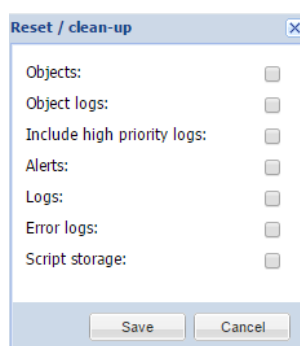 Reset / clean-up
Objects:
Object logs:
Include high priority logs:
Alerts:
Logs:
Error logs:
Script storage:
Save Cancel